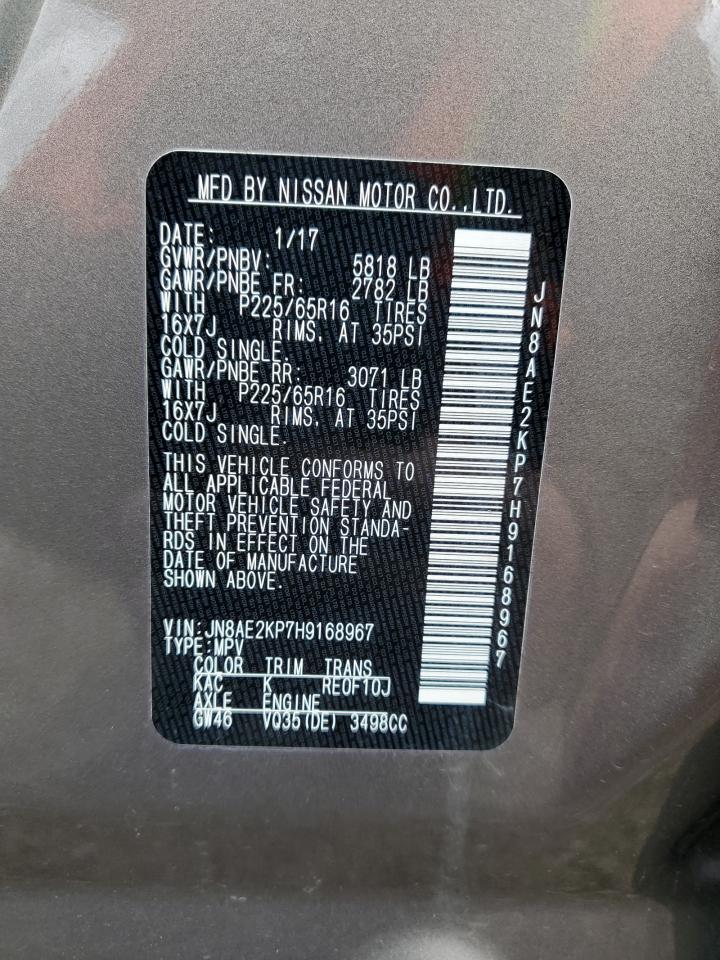 MFD BY NISSAN MOTOR CO.,LTD.
DATE: 1/17
GVWR/PNBV: 5818 LB
GAWR/PNBE FR: 2782 LB
WITH P225/65R16 TIRES
16X7J RIMS, AT 35PSI
COLD SINGLE.
GAWR/PNBE RR: 3071 LB
WITH P225/65R16 TIRES
16X7J RIMS, AT 35PSI
COLD SINGLE.
THIS VEHICLE CONFORMS TO
ALL APPLICABLE FEDERAL
MOTOR VEHICLE SAFETY AND
THEFT PREVENTION STANDA-
RDS IN EFFECT ON THE
DATE OF MANUFACTURE
SHOWN ABOVE.
VIN:JN8AE2KP7H9168967
TYPE:MPV
COLOR TRIM TRANS
KAC K RE0F10J
AXLE ENGINE
GW46 VQ35(DE) 3498CC
JN8AE2KP7H9168967